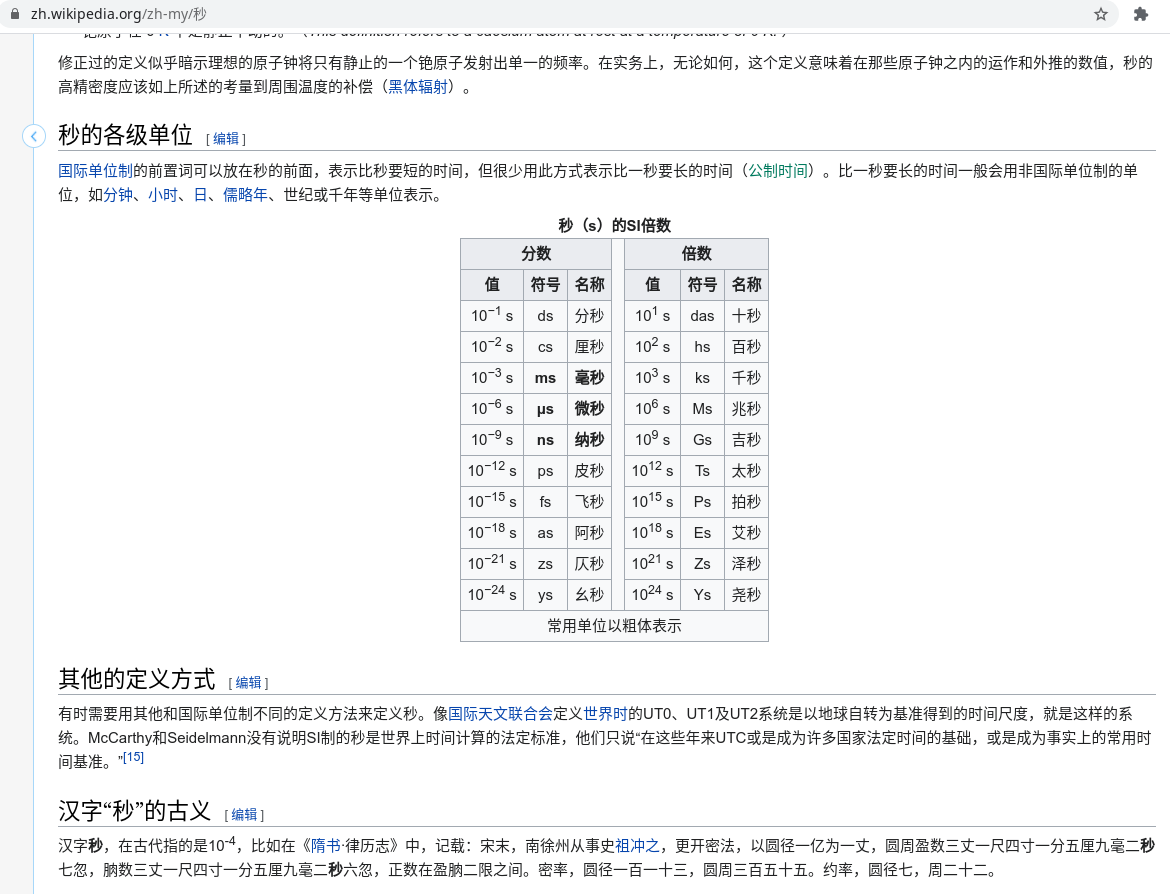 zh.wikipedia.org/zh-my/秒
修正过的定义似乎暗示理想的原子钟将只有静止的一个铯原子发射出单一的频率。在实务上，无论如何，这个定义意味着在那些原子钟之内的运作和外推的数值，秒的
高精密度应该如上所述的考量到周围温度的补偿（黑体辐射）。
秒的各级单位 [编辑]
国际单位制的前置词可以放在秒的前面，表示比秒要短的时间，但很少用此方式表示比一秒要长的时间（公制时间）。比一秒要长的时间一般会用非国际单位制的单
位，如分钟、小时、日、儒略年、世纪或千年等单位表示。
秒（s）的SI倍数
分数 倍数
值 符号 名称 值 符号 名称
10⁻¹ s ds 分秒 10¹ s das 十秒
10⁻² s cs 厘秒 10² s hs 百秒
10⁻³ s ms 毫秒 10³ s ks 千秒
10⁻⁶ s µs 微秒 10⁶ s Ms 兆秒
10⁻⁹ s ns 纳秒 10⁹ s Gs 吉秒
10⁻¹² s ps 皮秒 10¹² s Ts 太秒
10⁻¹⁵ s fs 飞秒 10¹⁵ s Ps 拍秒
10⁻¹⁸ s as 阿秒 10¹⁸ s Es 艾秒
10⁻²¹ s zs 仄秒 10²¹ s Zs 泽秒
10⁻²⁴ s ys 幺秒 10²⁴ s Ys 尧秒
常用单位以粗体表示
其他的定义方式 [编辑]
有时需要用其他和国际单位制不同的定义方法来定义秒。像国际天文联合会定义世界时的UT0、UT1及UT2系统是以地球自转为基准得到的时间尺度，就是这样的系
统。McCarthy和Seidelmann没有说明SI制的秒是世界上时间计算的法定标准，他们只说“在这些年来UTC或是成为许多国家法定时间的基础，或是成为事实上的常用时
间基准。”[15]
汉字“秒”的古义 [编辑]
汉字秒，在古代指的是10⁻⁴，比如在《隋书·律历志》中，记载：宋末，南徐州从事史祖冲之，更开密法，以圆径一亿为一丈，圆周盈数三丈一尺四寸一分五厘九毫二秒
七忽，朒数三丈一尺四寸一分五厘九毫二秒六忽，正数在盈朒二限之间。密率，圆径一百一十三，圆周三百五十五。约率，圆径七，周二十二。